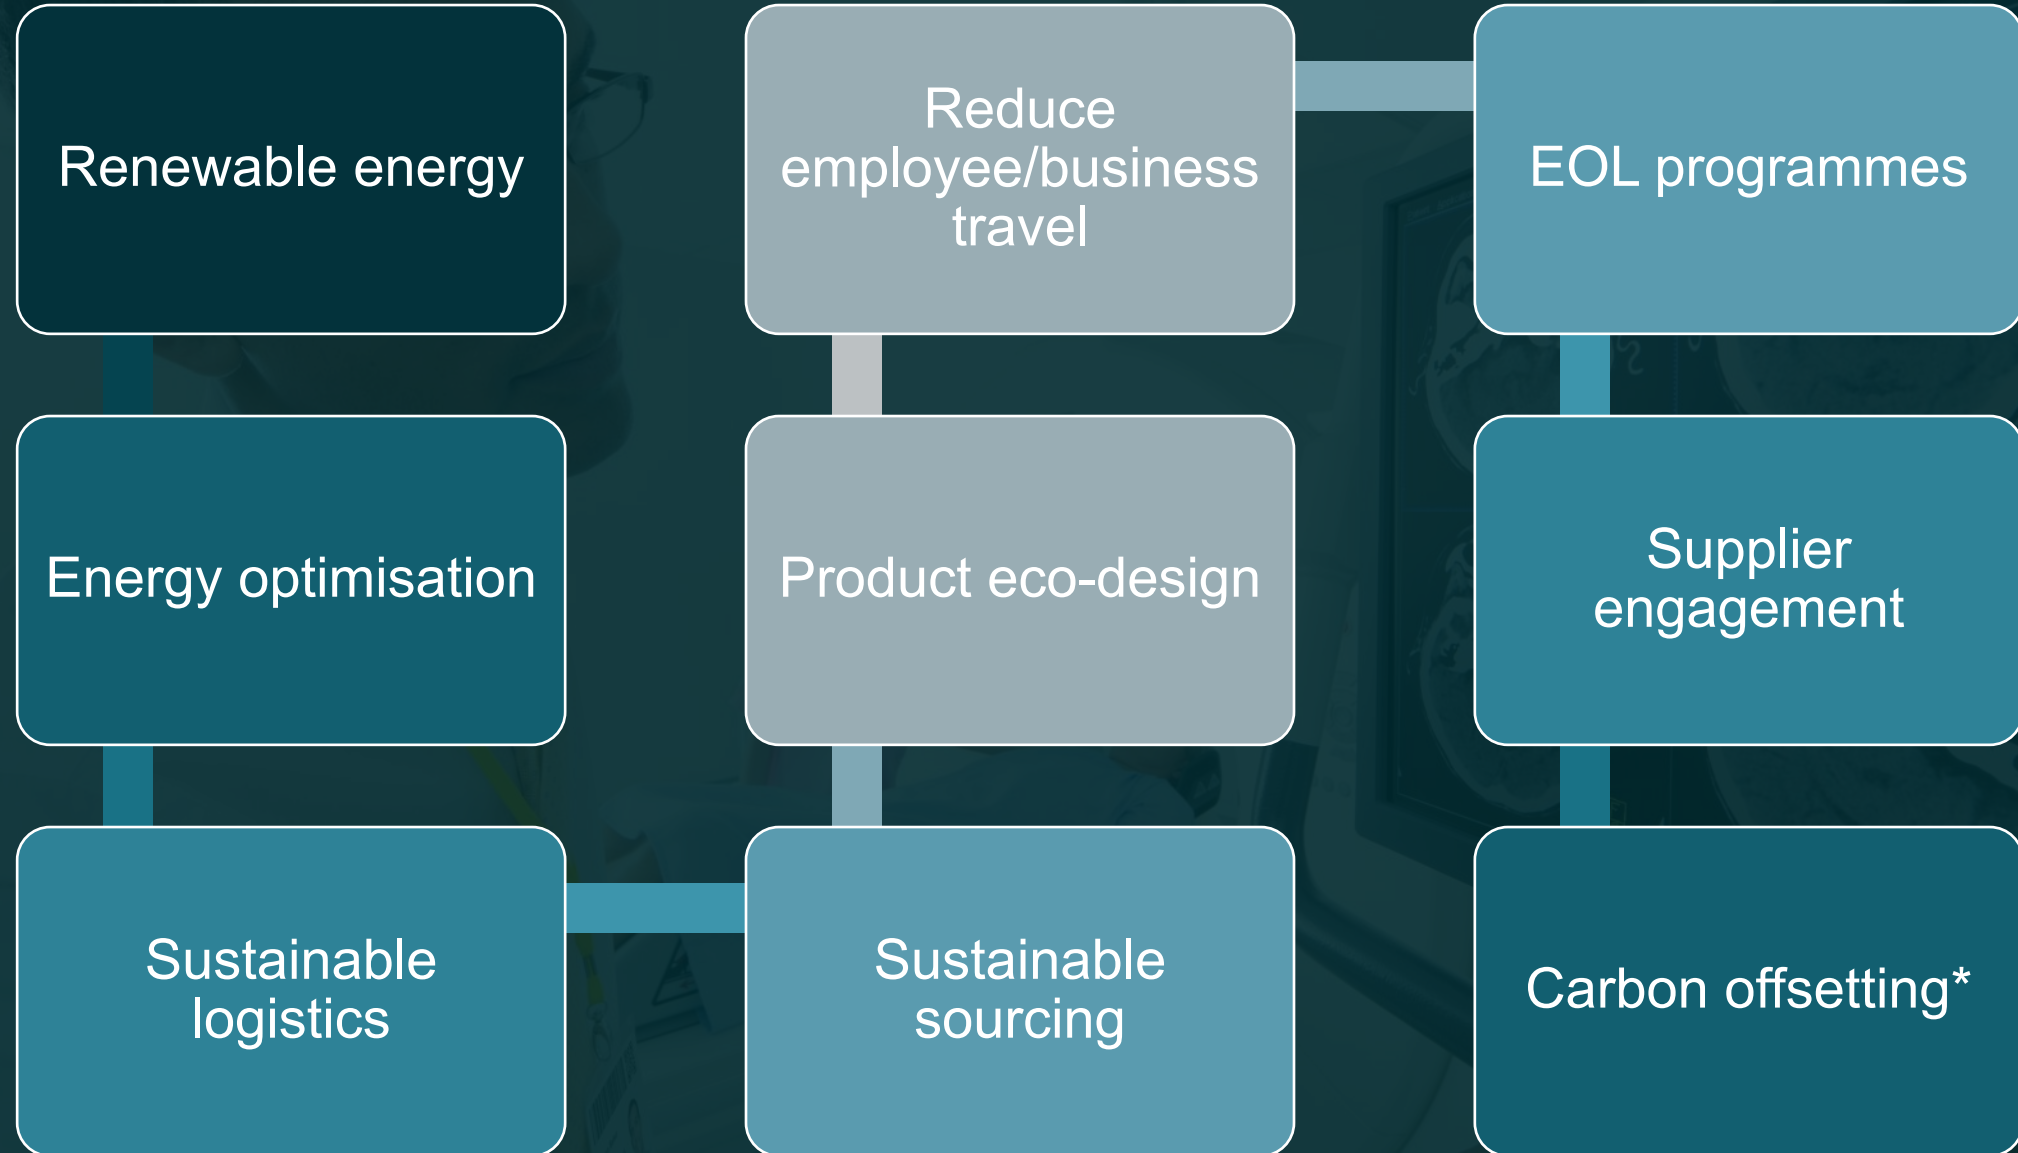 Renewable energy
Energy optimisation
Sustainable
logistics
Sustainable
sourcing
Product eco-design
Reduce
employee/business
travel
EOL programmes
Supplier
engagement
Carbon offsetting*